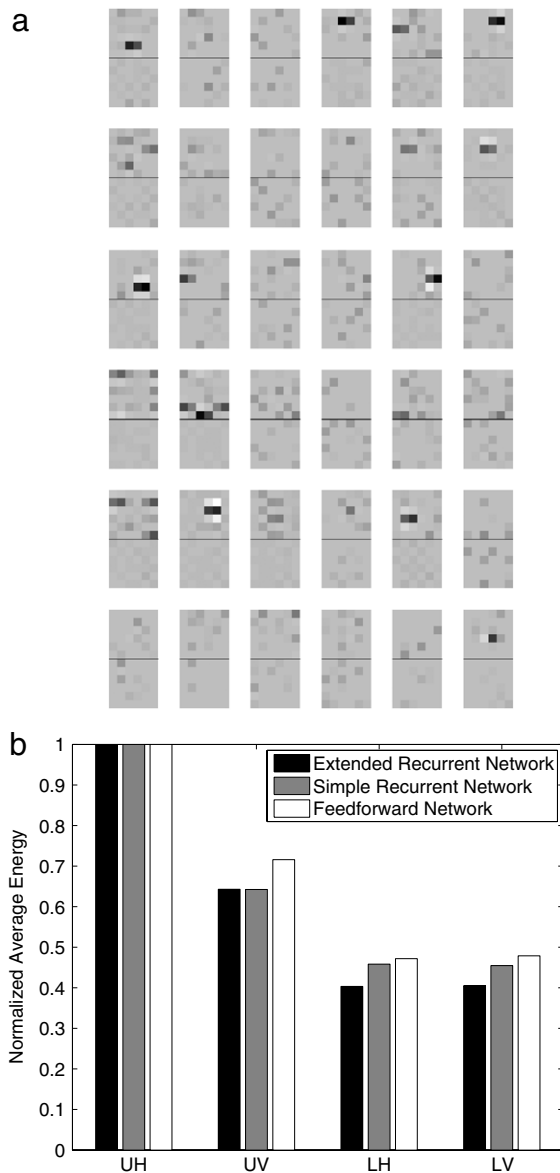 a
b
1
0.9
0.8
0.7
0.6
0.5
0.4
0.3
0.2
0.1
0
Normalized Average Energy
Extended Recurrent Network
Simple Recurrent Network
Feedforward Network
UH UV LH LV